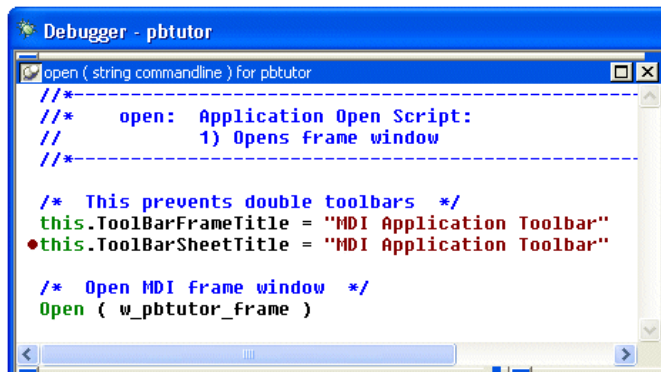 Debugger - pbtutor
open ( string commandline ) for pbtutor
//*-----------------------------------------------------
//*    open:  Application Open Script:
//            1) Opens frame window
//*-----------------------------------------------------
/*  This prevents double toolbars  */
this.ToolBarFrameTitle = "MDI Application Toolbar"
this.ToolBarSheetTitle = "MDI Application Toolbar"
/*  Open MDI frame window  */
Open ( w_pbtutor_frame )